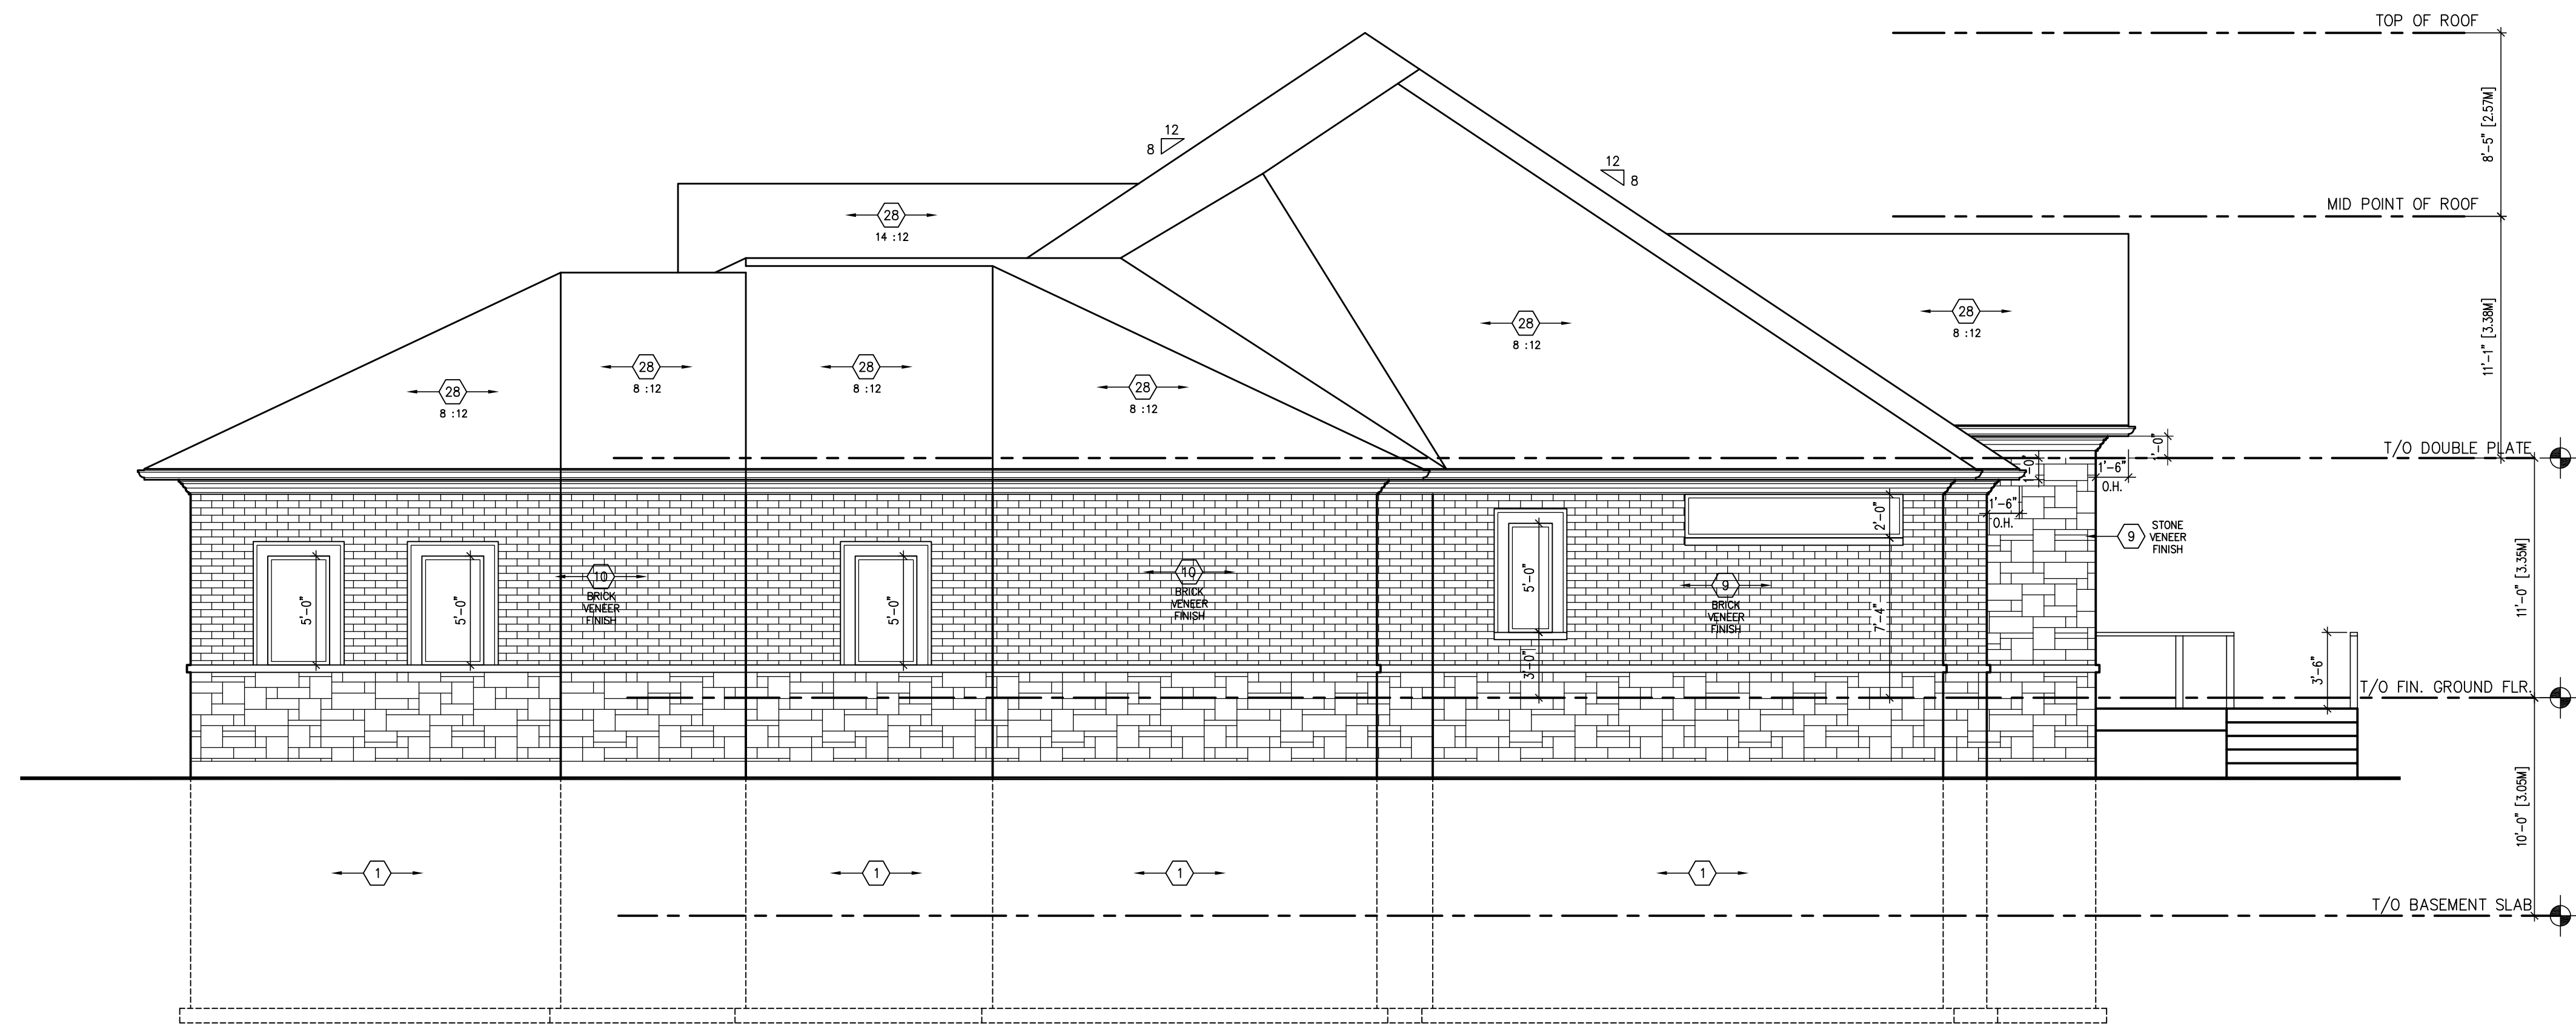 TOP OF ROOF
8'-5" [2.57M]
12
8
12
8
MID POINT OF ROOF
28
14 :12
28
8 :12
28
8 :12
11'-1" [3.38M]
28
8 :12
28
8 :12
28
8 :12
28
8 :12
T/O DOUBLE PLATE
1'-0"
1'-0"
1'-6"
O.H.
1'-6"
O.H.
2'-0"
9
STONE
VENEER
FINISH
5'-0"
5'-0"
10
BRICK
VENEER
FINISH
5'-0"
10
BRICK
VENEER
FINISH
5'-0"
9
BRICK
VENEER
FINISH
7'-4"
11'-0" [3.35M]
3'-0"
3'-6"
T/O FIN. GROUND FLR.
10'-0" [3.05M]
1
1
1
1
T/O BASEMENT SLAB